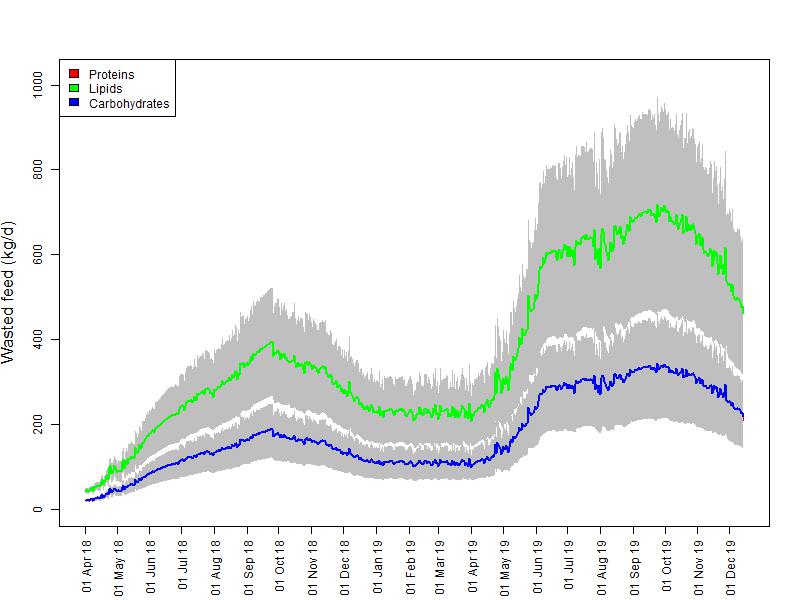 Proteins
Lipids
Carbohydrates
Wasted feed (kg/d)
1000
800
600
400
200
0
01 Apr 18
01 May 18
01 Jun 18
01 Jul 18
01 Aug 18
01 Sep 18
01 Oct 18
01 Nov 18
01 Dec 18
01 Jan 19
01 Feb 19
01 Mar 19
01 Apr 19
01 May 19
01 Jun 19
01 Jul 19
01 Aug 19
01 Sep 19
01 Oct 19
01 Nov 19
01 Dec 19